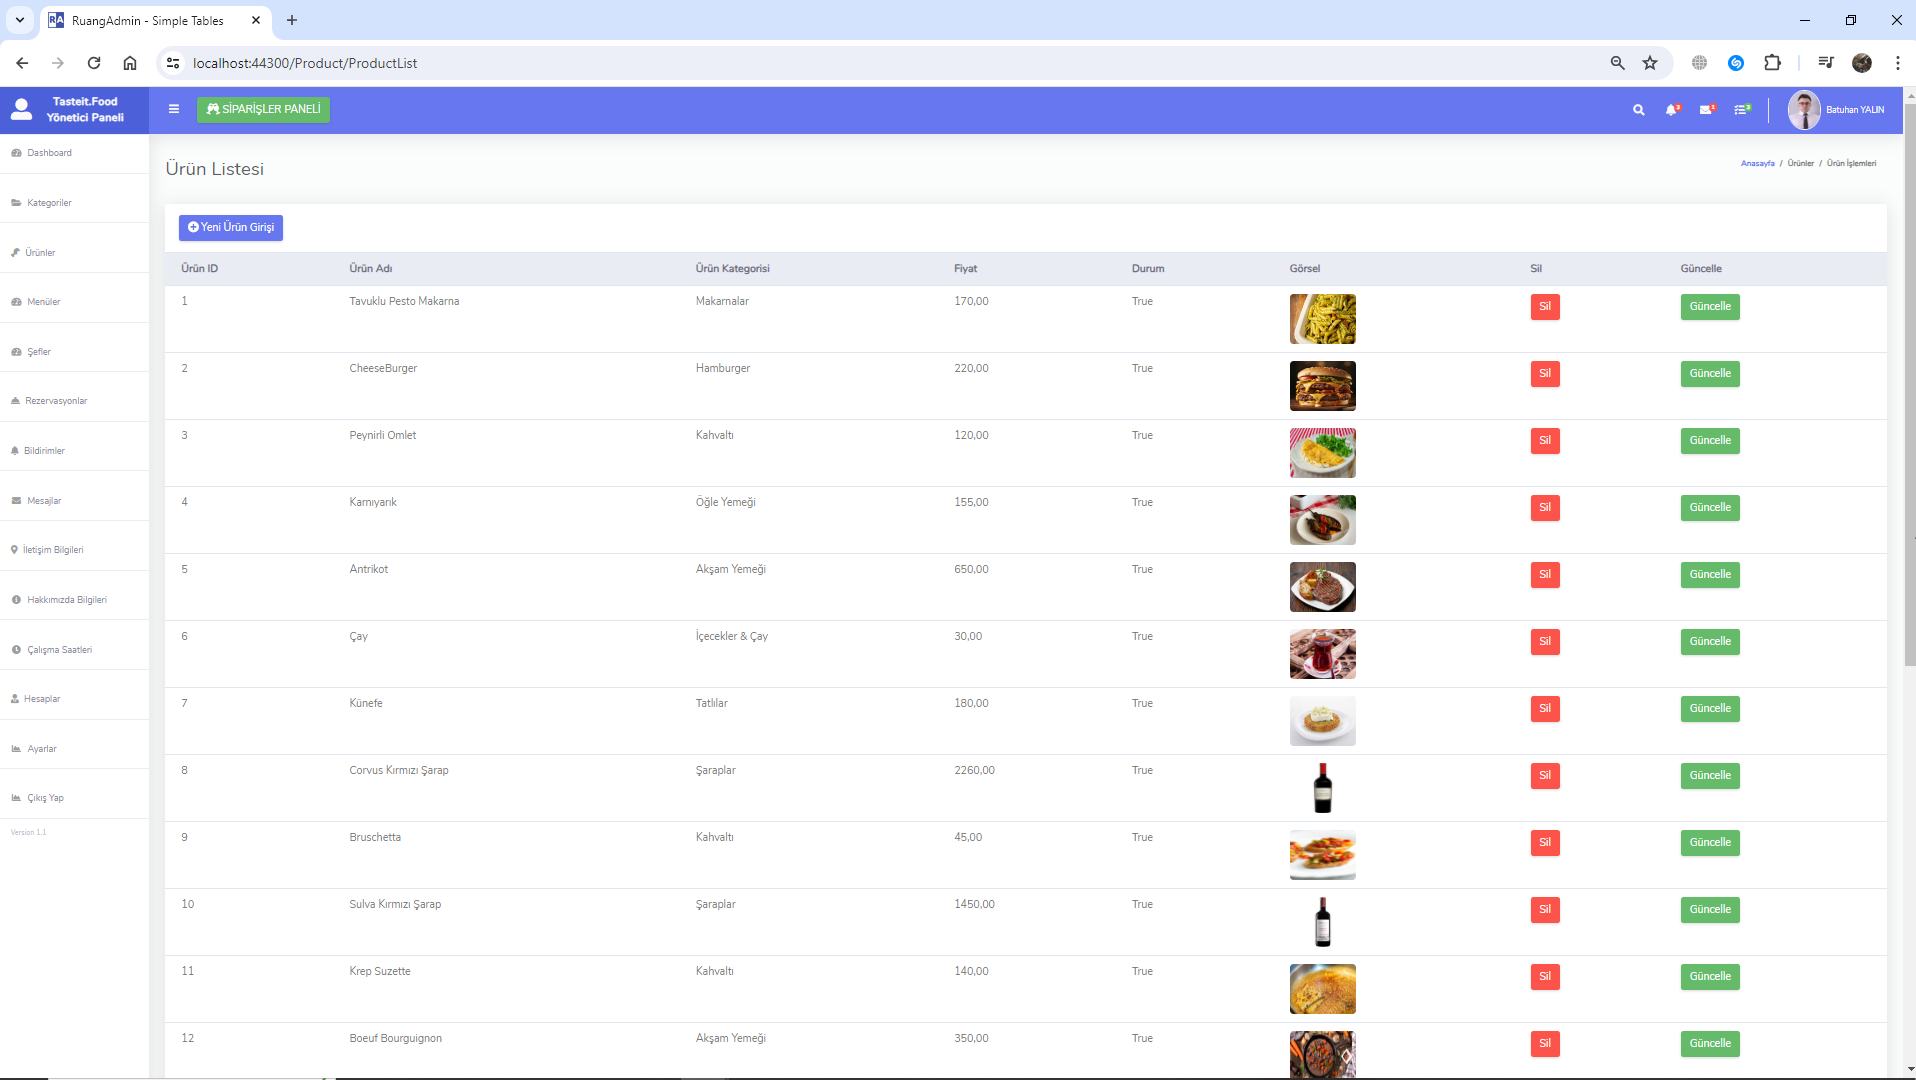 RuangAdmin - Simple Tables
localhost:44300/Product/ProductList
Tasteit.Food
Yönetici Paneli
SİPARİŞLER PANELİ
3
1
3
Batuhan YALIN
Dashboard
Kategoriler
Ürünler
Menüler
Şefler
Rezervasyonlar
Bildirimler
Mesajlar
İletişim Bilgileri
Hakkımızda Bilgileri
Çalışma Saatleri
Hesaplar
Ayarlar
Çıkış Yap
Version 1.1
Ürün Listesi
Anasayfa / Ürünler / Ürün İşlemleri
Yeni Ürün Girişi
Ürün ID Ürün Adı Ürün Kategorisi Fiyat Durum Görsel Sil Güncelle
1 Tavuklu Pesto Makarna Makarnalar 170,00 True Sil Güncelle
2 CheeseBurger Hamburger 220,00 True Sil Güncelle
3 Peynirli Omlet Kahvaltı 120,00 True Sil Güncelle
4 Karnıyarık Öğle Yemeği 155,00 True Sil Güncelle
5 Antrikot Akşam Yemeği 650,00 True Sil Güncelle
6 Çay İçecekler & Çay 30,00 True Sil Güncelle
7 Künefe Tatlılar 180,00 True Sil Güncelle
8 Corvus Kırmızı Şarap Şaraplar 2260,00 True Sil Güncelle
9 Bruschetta Kahvaltı 45,00 True Sil Güncelle
10 Sulva Kırmızı Şarap Şaraplar 1450,00 True Sil Güncelle
11 Krep Suzette Kahvaltı 140,00 True Sil Güncelle
12 Boeuf Bourguignon Akşam Yemeği 350,00 True Sil Güncelle